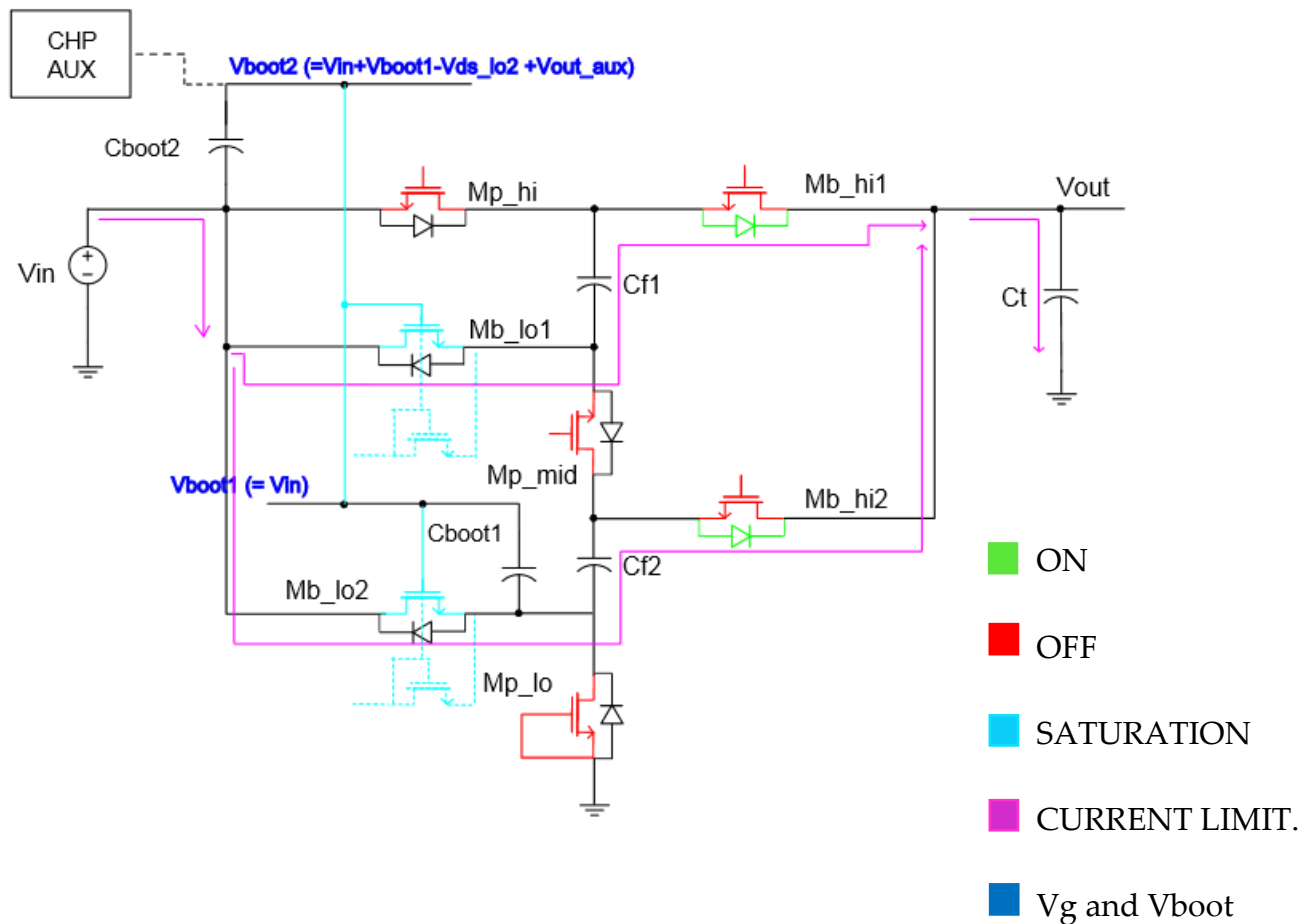 CHP
AUX
Vboot2 (=Vin+Vboot1-Vds_lo2 +Vout_aux)
Cboot2
Mp_hi
Mb_hi1
Vout
Vin
+
−
Cf1
Ct
Mb_lo1
Mp_mid
Vboot1 (= Vin)
Mb_hi2
Cboot1
Cf2
Mb_lo2
Mp_lo
ON
OFF
SATURATION
CURRENT LIMIT.
Vg and Vboot